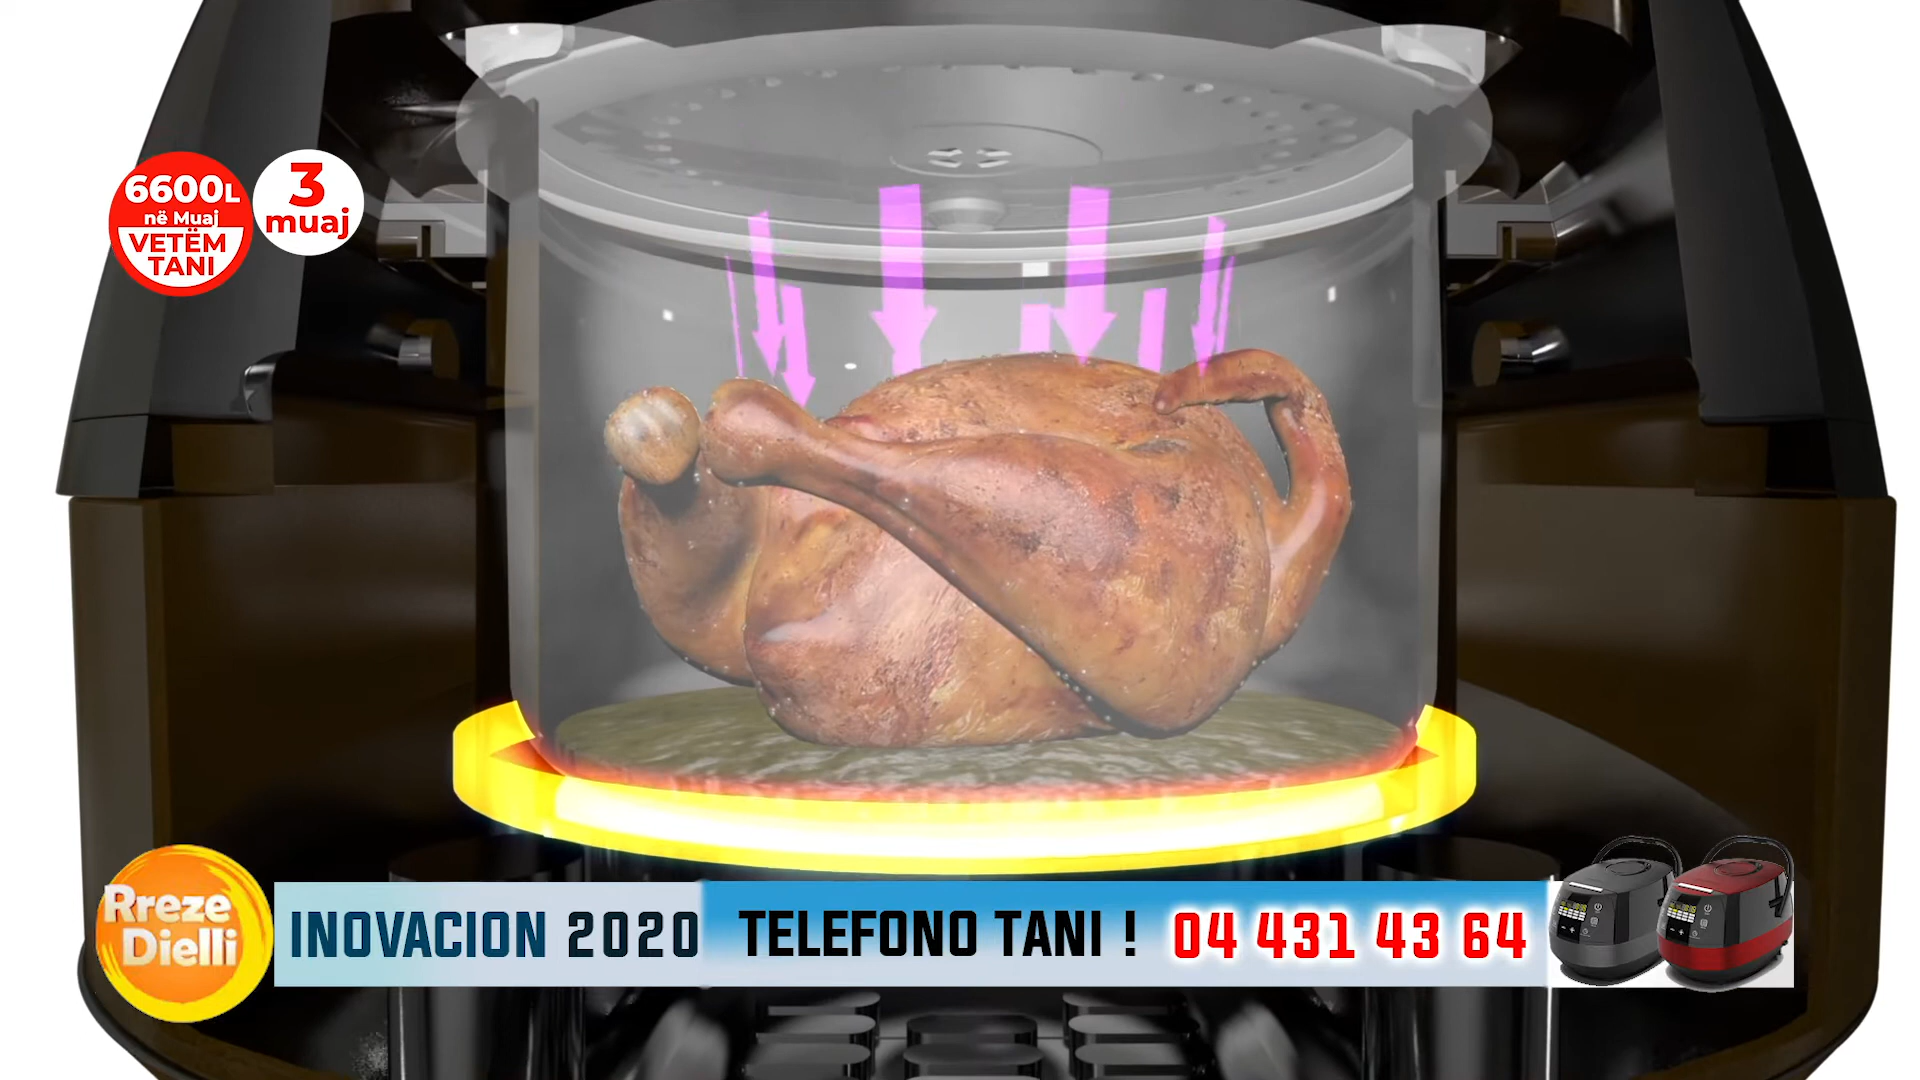 6600L
në Muaj
VETËM
TANI
3
muaj
Rreze
Dielli
INOVACION 2020
TELEFONO TANI !
04 431 43 64